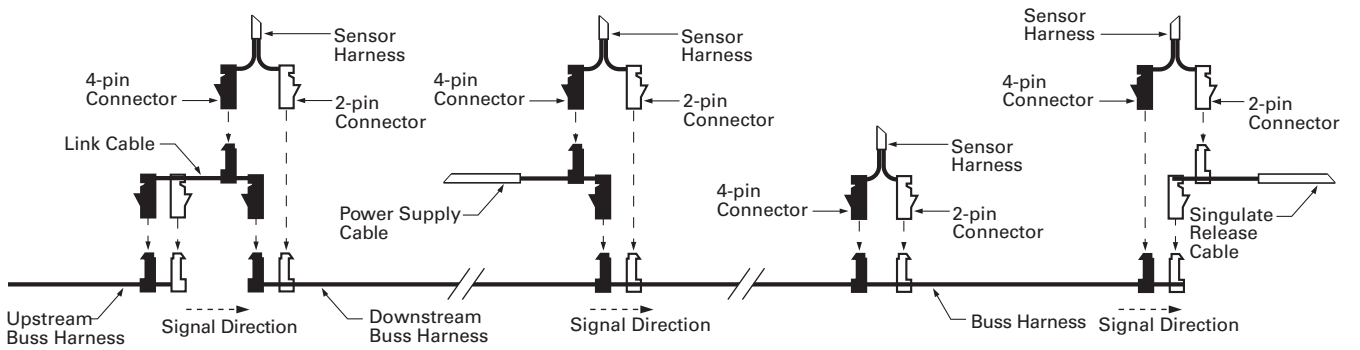 Sensor
Harness
4-pin
Connector
2-pin
Connector
Link Cable
Upstream
Buss Harness
Signal Direction
Downstream
Buss Harness
Sensor
Harness
4-pin
Connector
2-pin
Connector
Power Supply
Cable
Signal Direction
Sensor
Harness
4-pin
Connector
2-pin
Connector
Buss Harness
Sensor
Harness
4-pin
Connector
2-pin
Connector
Singulate
Release
Cable
Signal Direction